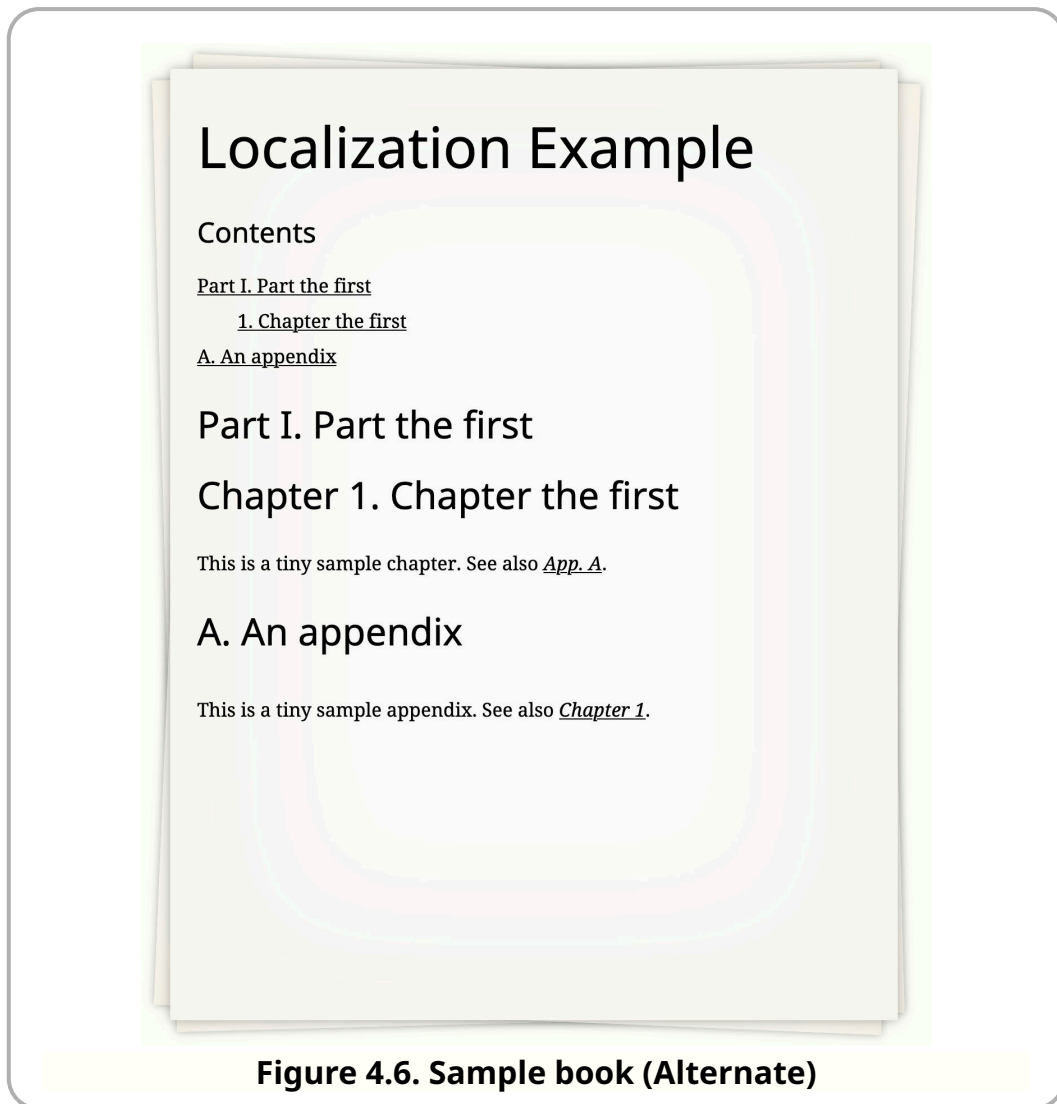 Localization Example
Contents
Part I. Part the first
1. Chapter the first
A. An appendix
Part I. Part the first
Chapter 1. Chapter the first
This is a tiny sample chapter. See also App. A.
A. An appendix
This is a tiny sample appendix. See also Chapter 1.
Figure 4.6. Sample book (Alternate)